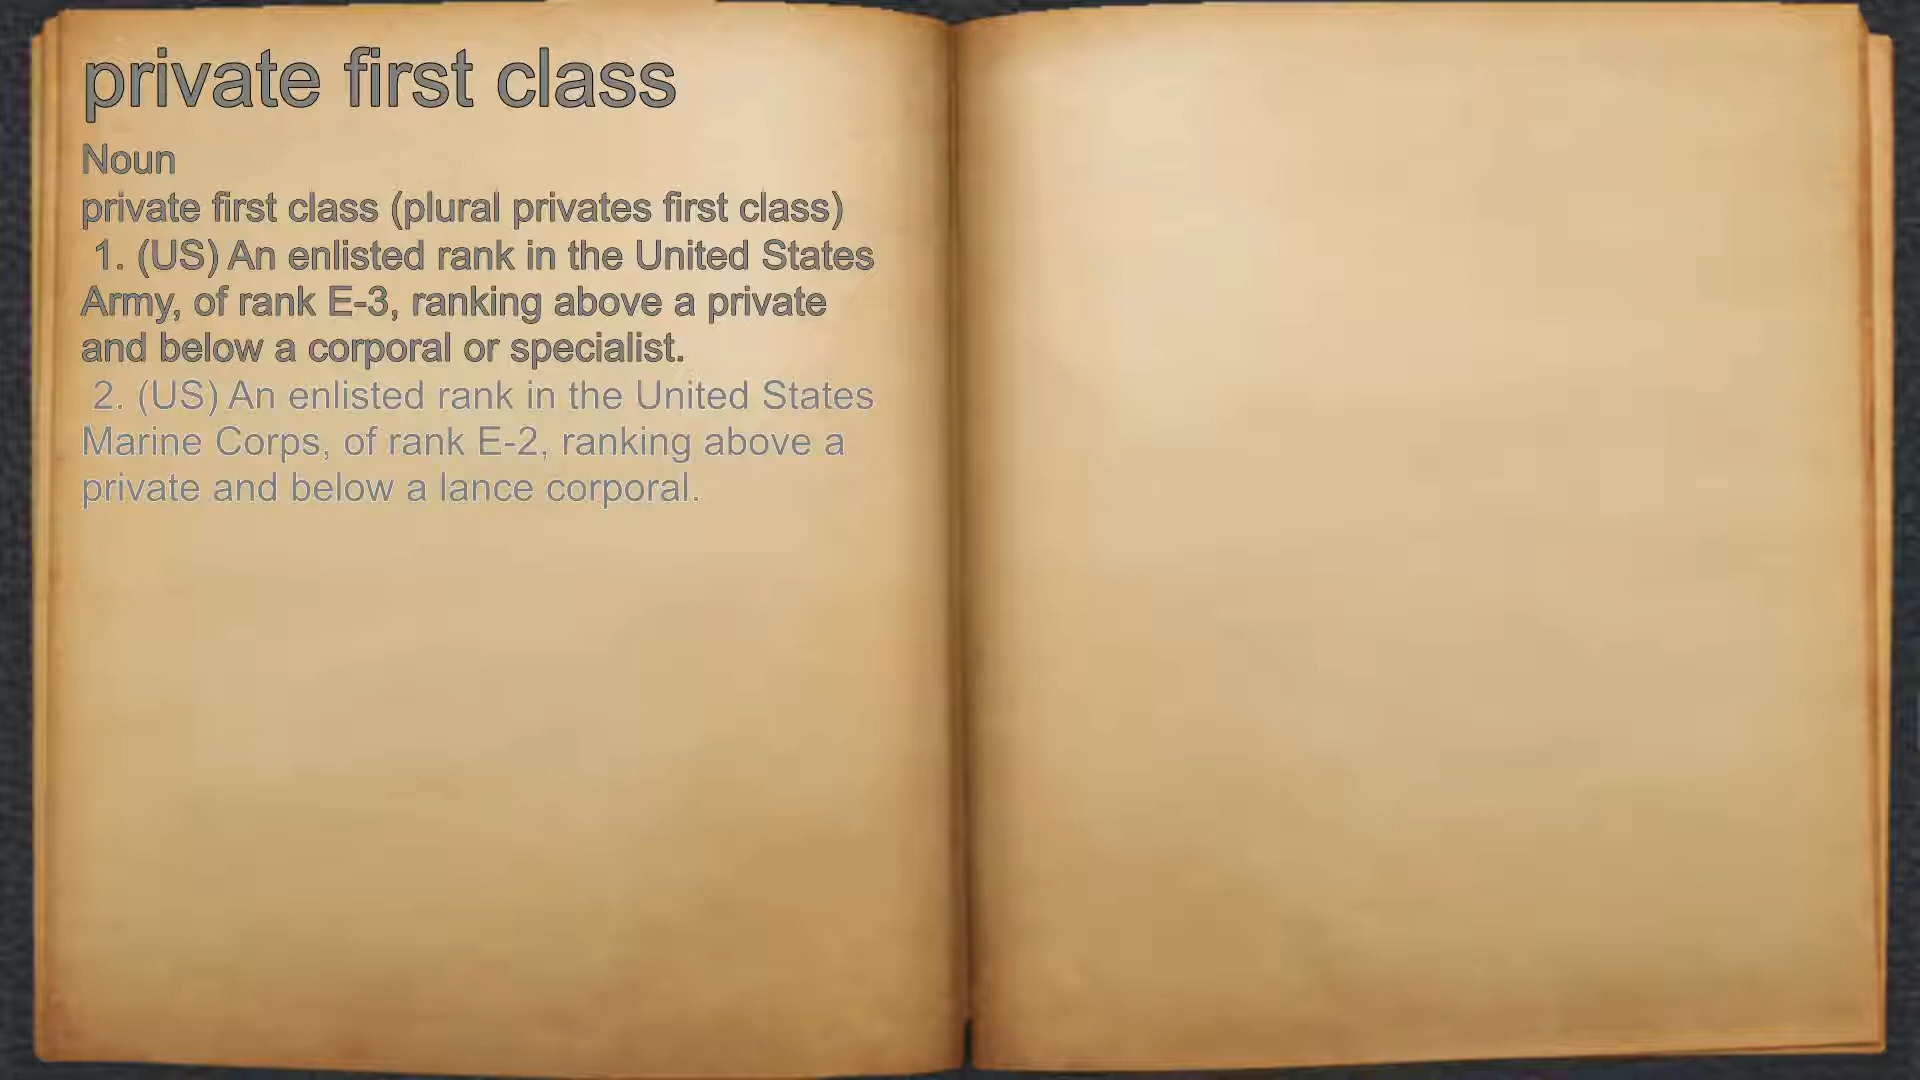 private first class
Noun
private first class (plural privates first class)
1. (US) An enlisted rank in the United States
Army, of rank E-3, ranking above a private
and below a corporal or specialist.
2. (US) An enlisted rank in the United States
Marine Corps, of rank E-2, ranking above a
private and below a lance corporal.